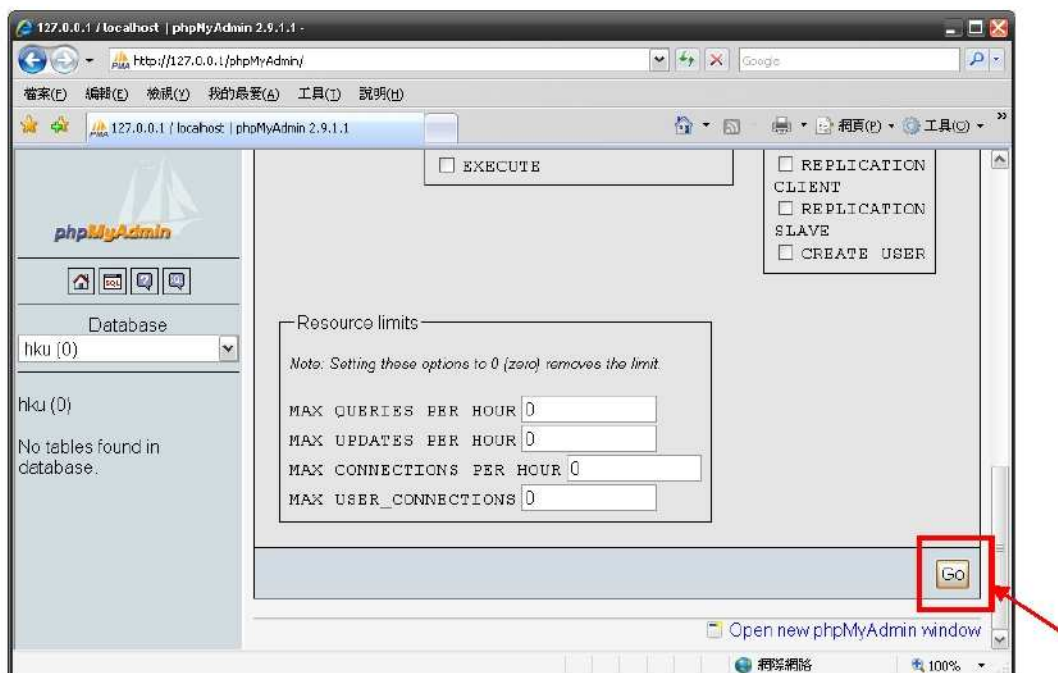 127.0.0.1 / localhost | phpMyAdmin 2.9.1.1 -
http://127.0.0.1/phpMyAdmin/
Google
檔案(F) 編輯(E) 檢視(V) 我的最愛(A) 工具(T) 說明(H)
127.0.0.1 / localhost | phpMyAdmin 2.9.1.1
網頁(P) 工具(O)
phpMyAdmin
SQL
Database
hku (0)
hku (0)
No tables found in
database.
EXECUTE
REPLICATION
CLIENT
REPLICATION
SLAVE
CREATE USER
Resource limits
Note: Setting these options to 0 (zero) removes the limit.
MAX QUERIES PER HOUR 0
MAX UPDATES PER HOUR 0
MAX CONNECTIONS PER HOUR 0
MAX USER_CONNECTIONS 0
Go
Open new phpMyAdmin window
網際網路 100%